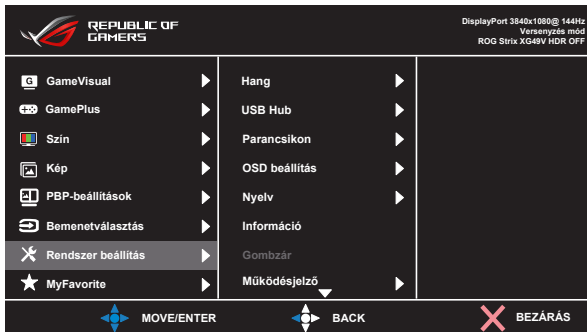 REPUBLIC OF
GAMERS
DisplayPort 3840x1080@ 144Hz
Versenyzés mód
ROG Strix XG49V HDR OFF
G GameVisual
GamePlus
Szín
Kép
PBP-beállítások
Bemenetválasztás
Rendszer beállítás
MyFavorite
Hang
USB Hub
Parancsikon
OSD beállítás
Nyelv
Információ
Gombzár
Működésjelző
MOVE/ENTER
BACK
BEZÁRÁS